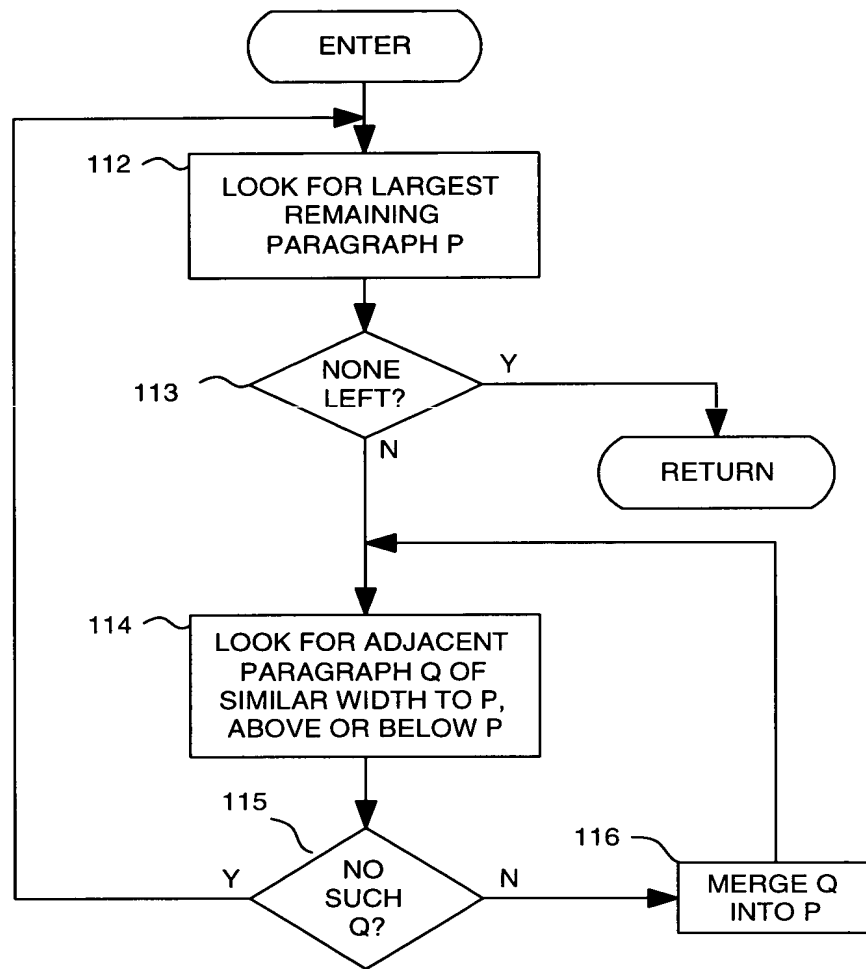 ENTER
112
LOOK FOR LARGEST
REMAINING
PARAGRAPH P
113
NONE
LEFT?
Y
N
RETURN
114
LOOK FOR ADJACENT
PARAGRAPH Q OF
SIMILAR WIDTH TO P,
ABOVE OR BELOW P
115
Y
NO
SUCH
Q?
N
116
MERGE Q
INTO P